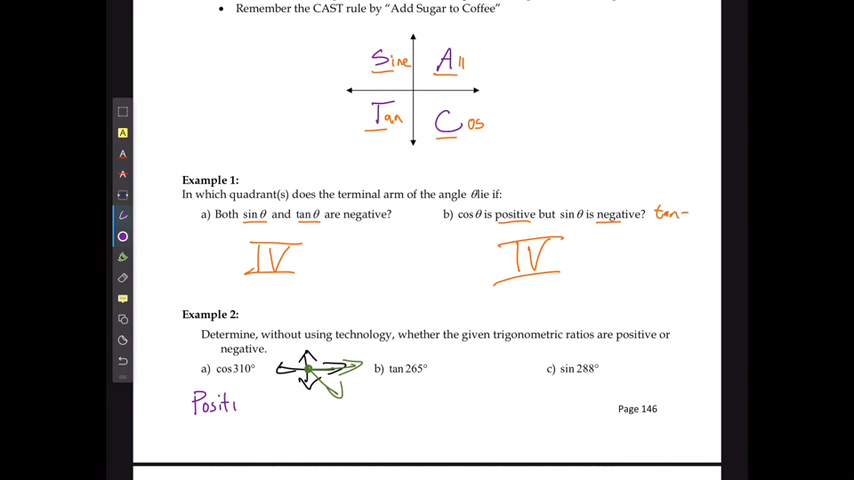 • Remember the CAST rule by “Add Sugar to Coffee”
Sine All
Tan Cos
Example 1:
In which quadrant(s) does the terminal arm of the angle θ lie if:
a) Both sin θ and tan θ are negative? b) cos θ is positive but sin θ is negative? tan-
IV IV
Example 2:
Determine, without using technology, whether the given trigonometric ratios are positive or
negative.
a) cos310° b) tan 265° c) sin 288°
Positi
Page 146